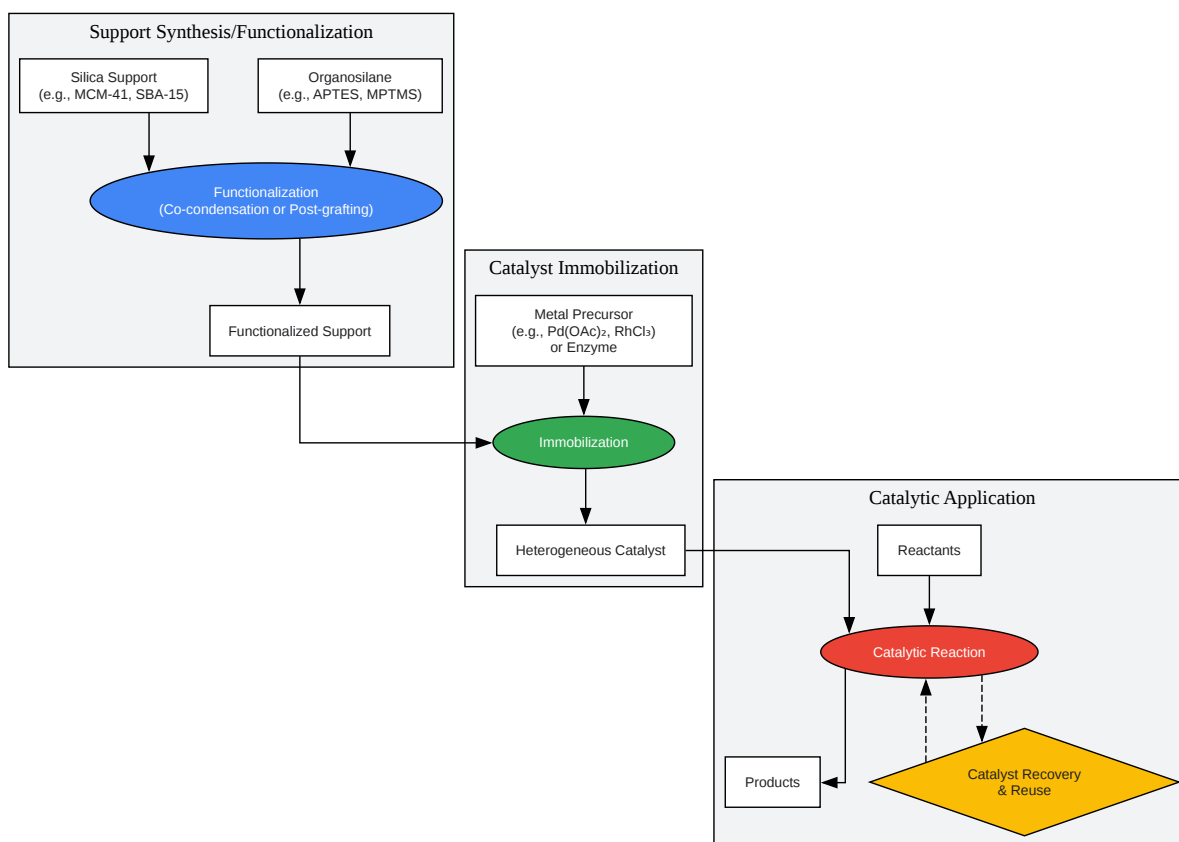 Support Synthesis/Functionalization
Silica Support
(e.g., MCM-41, SBA-15)
Organosilane
(e.g., APTES, MPTMS)
Functionalization
(Co-condensation or Post-grafting)
Functionalized Support
Catalyst Immobilization
Metal Precursor
(e.g., Pd(OAc)₂, RhCl₃)
or Enzyme
Immobilization
Heterogeneous Catalyst
Catalytic Application
Reactants
Catalytic Reaction
Products
Catalyst Recovery
& Reuse